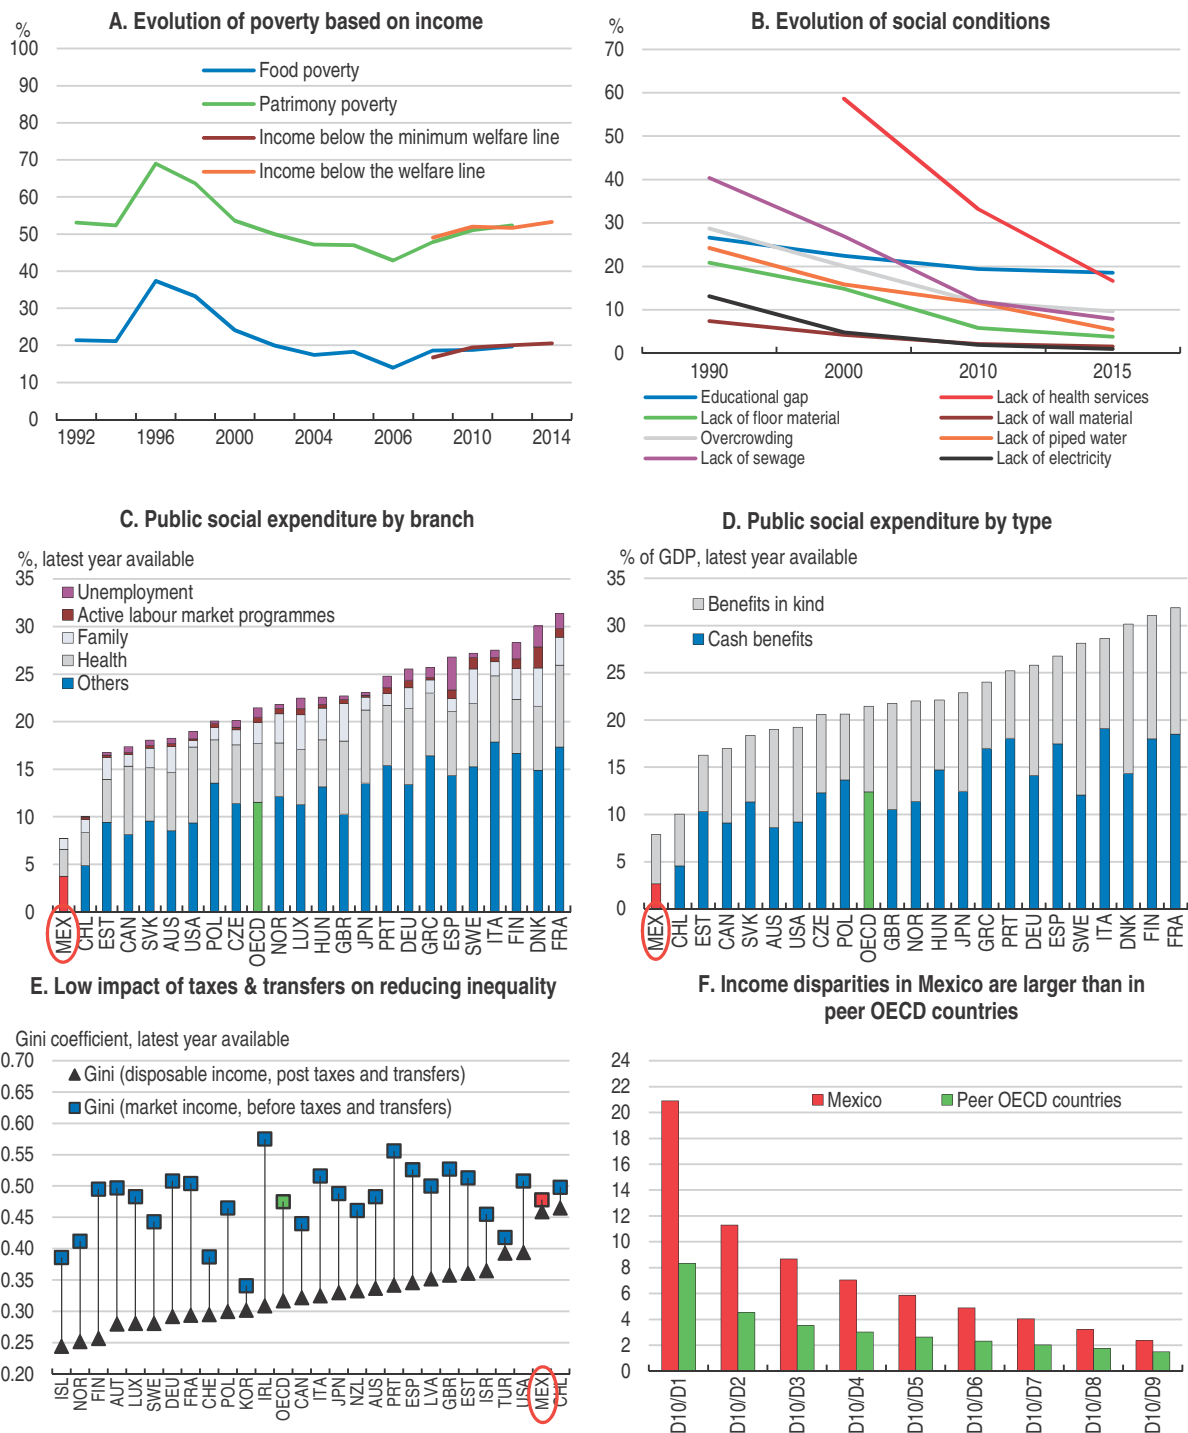 A. Evolution of poverty based on income
%
100
90
80
70
60
50
40
30
20
10
0
Food poverty
Patrimony poverty
Income below the minimum welfare line
Income below the welfare line
1992 1996 2000 2004 2006 2010 2014
B. Evolution of social conditions
%
70
60
50
40
30
20
10
0
1990 2000 2010 2015
Educational gap
Lack of floor material
Overcrowding
Lack of sewage
Lack of health services
Lack of wall material
Lack of piped water
Lack of electricity
C. Public social expenditure by branch
%, latest year available
35
30
25
20
15
10
5
0
Unemployment
Active labour market programmes
Family
Health
Others
MEX CHL EST CAN SVK AUS USA POL CZE OECD NOR LUX HUN GBR JPN PRT DEU GRC ESP SWE ITA FIN DNK FRA
D. Public social expenditure by type
% of GDP, latest year available
35
30
25
20
15
10
5
0
Benefits in kind
Cash benefits
MEX CHL EST CAN SVK AUS USA CZE POL OECD GBR NOR HUN JPN GRC PRT DEU ESP SWE ITA DNK FIN FRA
E. Low impact of taxes & transfers on reducing inequality
Gini coefficient, latest year available
0.70
0.65
0.60
0.55
0.50
0.45
0.40
0.35
0.30
0.25
0.20
Gini (disposable income, post taxes and transfers)
Gini (market income, before taxes and transfers)
ISL NOR FIN AUT LUX SWE DEU FRA CHE POL KOR IRL OECD CAN ITA JPN NZL AUS PRT ESP LVA GBR EST ISR TUR USA MEX CHL
F. Income disparities in Mexico are larger than in
peer OECD countries
24
22
20
18
16
14
12
10
8
6
4
2
0
Mexico
Peer OECD countries
D10/D1 D10/D2 D10/D3 D10/D4 D10/D5 D10/D6 D10/D7 D10/D8 D10/D9